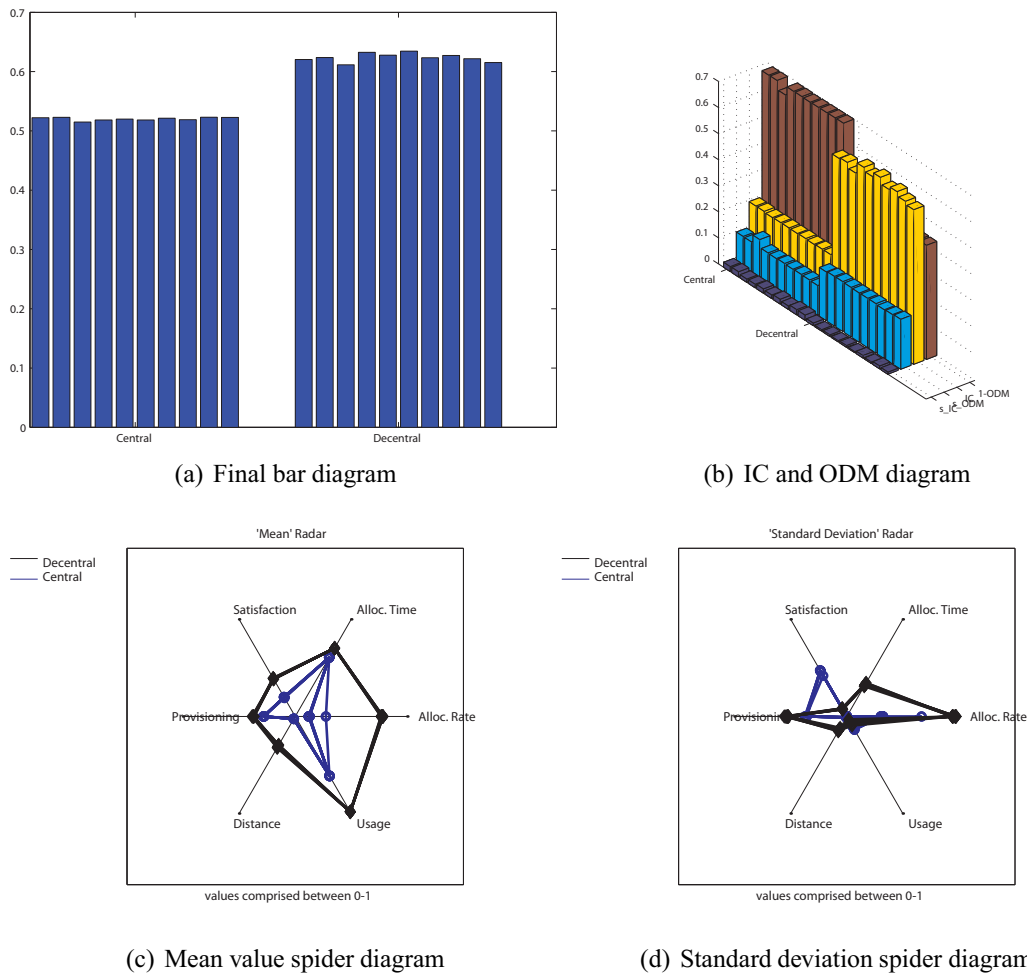 0.7
0.6
0.5
0.4
0.3
0.2
0.1
0
Central
Decentral
0.7
0.6
0.5
0.4
0.3
0.2
0.1
0
Central
Decentral
s_IC
s_ODM
IC
1-ODM
(a) Final bar diagram
(b) IC and ODM diagram
'Mean' Radar
Decentral
Central
Satisfaction
Alloc. Time
Provisioning
Alloc. Rate
Distance
Usage
values comprised between 0-1
'Standard Deviation' Radar
Decentral
Central
Satisfaction
Alloc. Time
Provisionin
Alloc. Rate
Distance
Usage
values comprised between 0-1
(c) Mean value spider diagram
(d) Standard deviation spider diagram